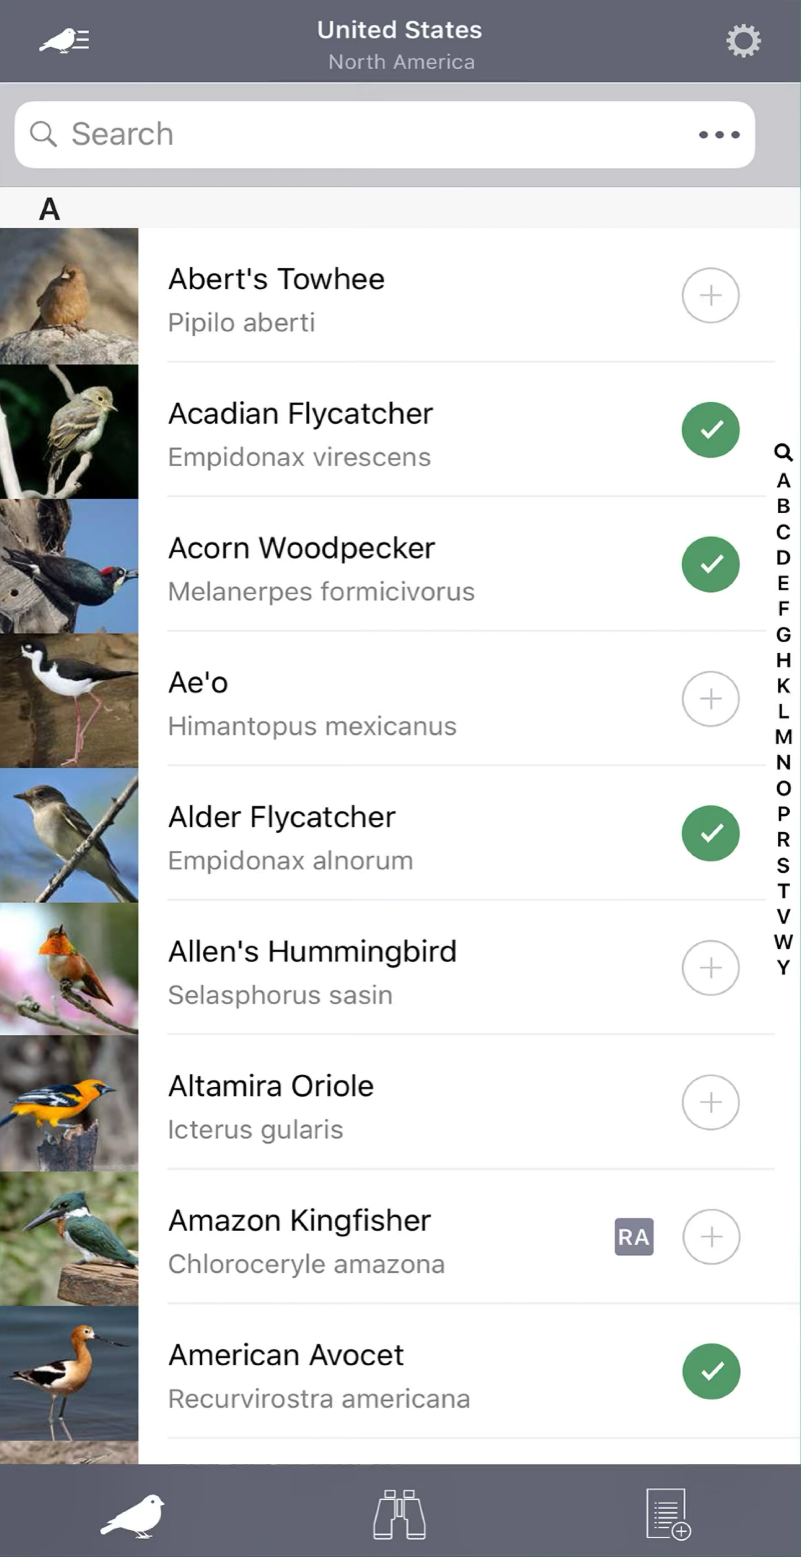 United States
North America
Search
A
Abert's Towhee
Pipilo aberti
Acadian Flycatcher
Empidonax virescens
Acorn Woodpecker
Melanerpes formicivorus
Ae'o
Himantopus mexicanus
Alder Flycatcher
Empidonax alnorum
Allen's Hummingbird
Selasphorus sasin
Altamira Oriole
Icterus gularis
Amazon Kingfisher
RA
Chloroceryle amazona
American Avocet
Recurvirostra americana
A
B
C
D
E
F
G
H
K
L
M
N
O
P
R
S
T
V
W
Y